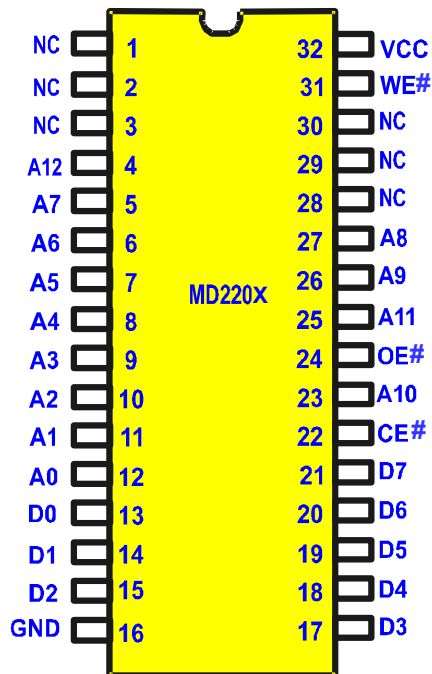 NC 1 32 VCC
NC 2 31 WE#
NC 3 30 NC
A12 4 29 NC
A7 5 28 NC
A6 6 27 A8
A5 7 26 A9
MD220X
A4 8 25 A11
A3 9 24 OE#
A2 10 23 A10
A1 11 22 CE#
A0 12 21 D7
D0 13 20 D6
D1 14 19 D5
D2 15 18 D4
GND 16 17 D3